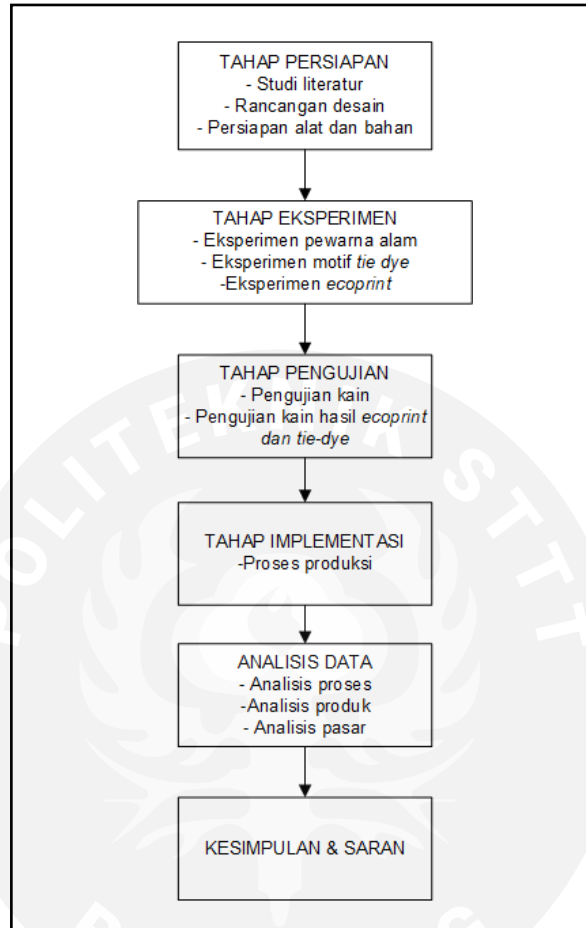 TAHAP PERSIAPAN
- Studi literatur
- Rancangan desain
- Persiapan alat dan bahan
TAHAP EKSPERIMEN
- Eksperimen pewarna alam
- Eksperimen motif tie dye
-Eksperimen ecoprint
TAHAP PENGUJIAN
- Pengujian kain
- Pengujian kain hasil ecoprint
dan tie-dye
TAHAP IMPLEMENTASI
-Proses produksi
ANALISIS DATA
- Analisis proses
-Analisis produk
- Analisis pasar
KESIMPULAN & SARAN
POLITEKNIK STTT